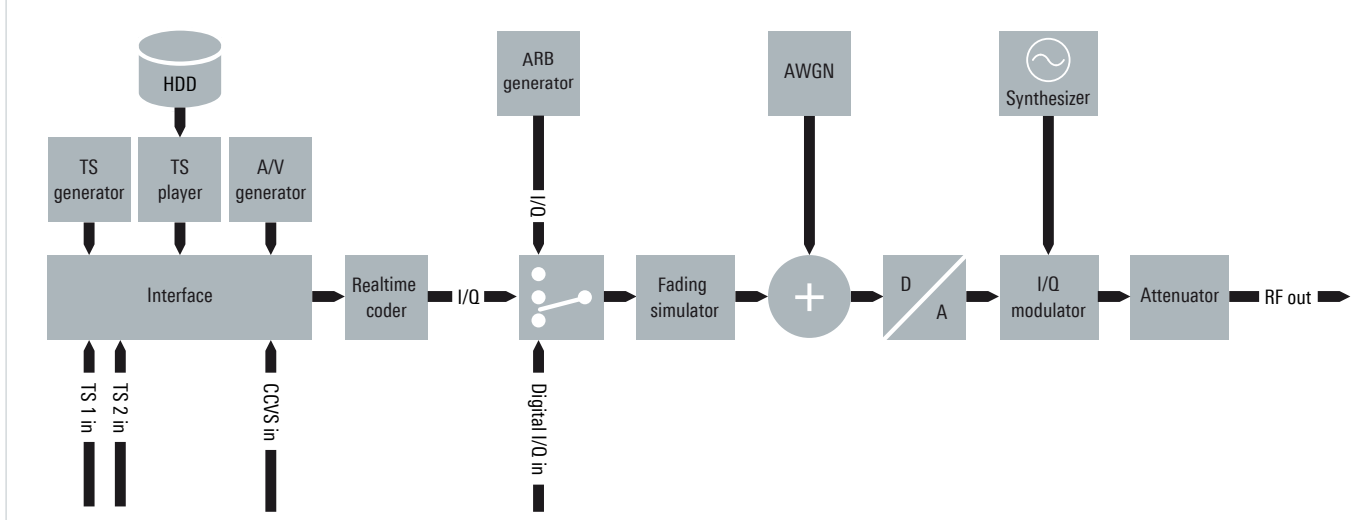 HDD
ARB
generator
AWGN
Synthesizer
TS
generator
TS
player
A/V
generator
I/Q
Interface
Realtime
coder
I/Q
Fading
simulator
+
D
A
I/Q
modulator
Attenuator
RF out
TS 1 in
TS 2 in
CCVS in
Digital I/Q in